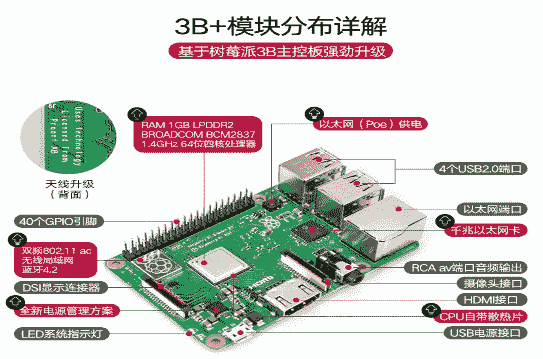 3B+模块分布详解
基于树莓派3B主控板强劲升级
Uses Technology
Licensed From
Proant AB
天线升级
(背面)
RAM 1GB LPDDR2
BROADCOM BCM2837
1.4GHz 64位四核处理器
以太网（Poe）供电
4个USB2.0端口
以太网端口
千兆以太网卡
RCA av端口音频输出
摄像头接口
HDMI接口
CPU自带散热片
USB电源接口
40个GPIO引脚
双频802.11 ac
无线局域网
蓝牙4.2
DSI显示连接器
全新电源管理方案
LED系统指示灯